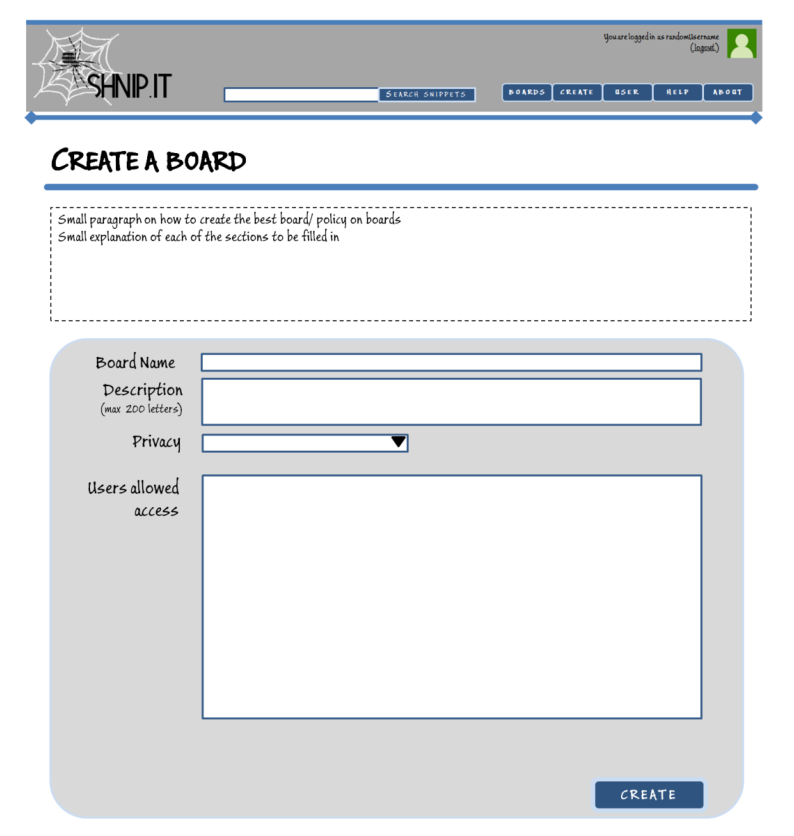 You are logged in as randomUsername
(logout)
SHNIP.IT
SEARCH SNIPPETS
BOARDS CREATE USER HELP ABOUT
CREATE A BOARD
Small paragraph on how to create the best board/ policy on boards
Small explanation of each of the sections to be filled in
Board Name
Description
(max 200 letters)
Privacy
Users allowed
access
CREATE